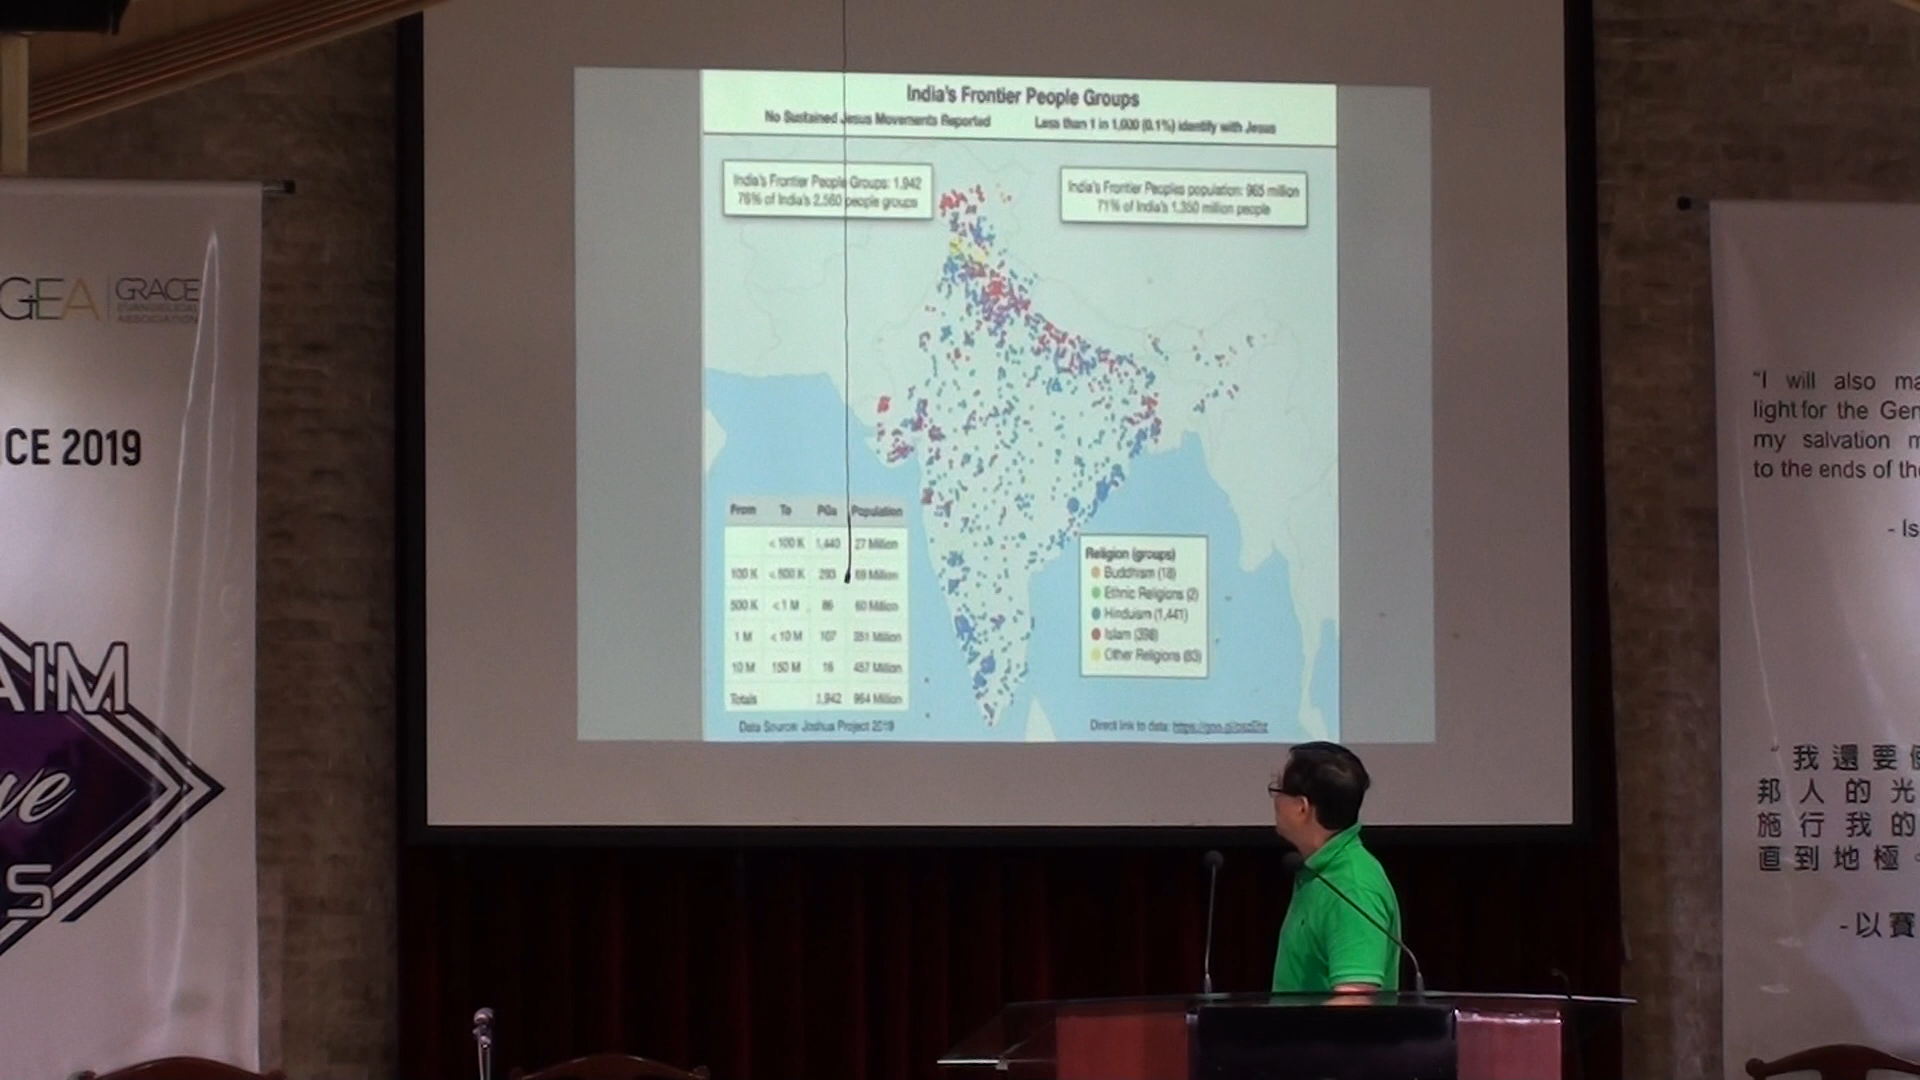 GEA GRACE
EVANGELICAL
ASSOCIATION
CE 2019
AIM
ve
S
India's Frontier People Groups
No Sustained Jesus Movements Reported Less than 1 in 1,000 (0.1%) identify with Jesus
India's Frontier People Groups: 1,942
76% of India's 2,560 people groups
India's Frontier Peoples population: 965 million
71% of India's 1,350 million people
From To PGs Population
< 100 K 1,440 27 Million
100 K < 500 K 293 69 Million
500 K < 1 M 86 60 Million
1 M < 10 M 107 351 Million
10 M 150 M 16 457 Million
Totals 1,942 964 Million
Data Source: Joshua Project 2019
Religion (groups)
Buddhism (18)
Ethnic Religions (2)
Hinduism (1,441)
Islam (398)
Other Religions (83)
Direct link to data:
"I will also ma
light for the Gen
my salvation m
to the ends of the
- Is
"我還要使
邦人的光
施行我的
直到地極。
-以賽